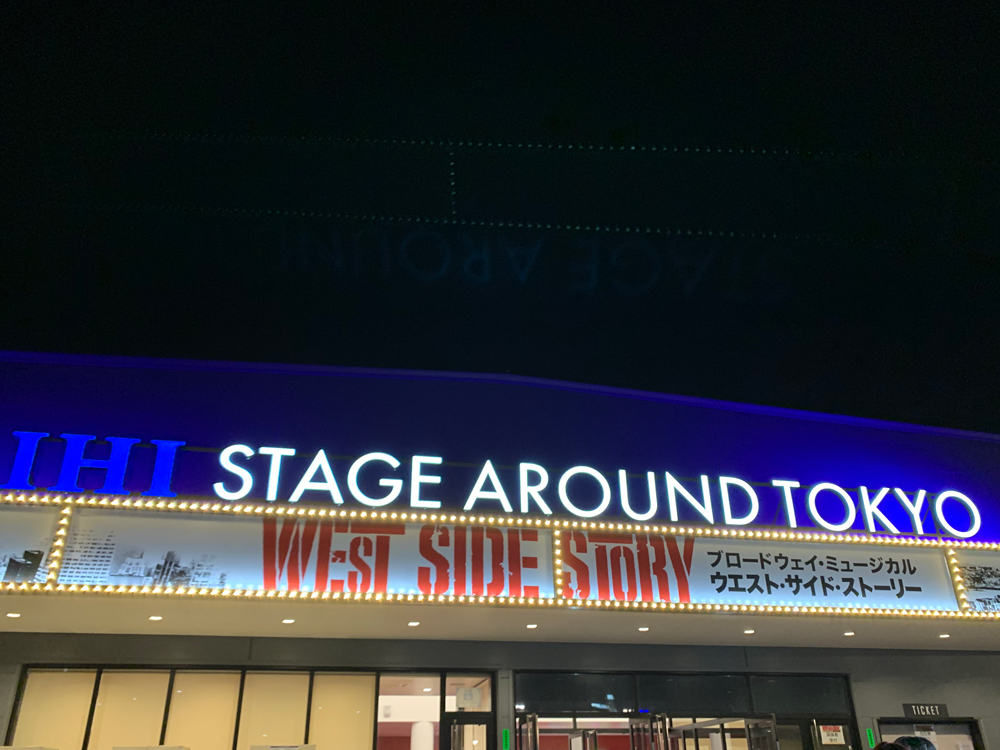 IHI STAGE AROUND TOKYO
WEST SIDE STORY
ブロードウェイ・ミュージカル
ウエスト・サイド・ストーリー
TICKET